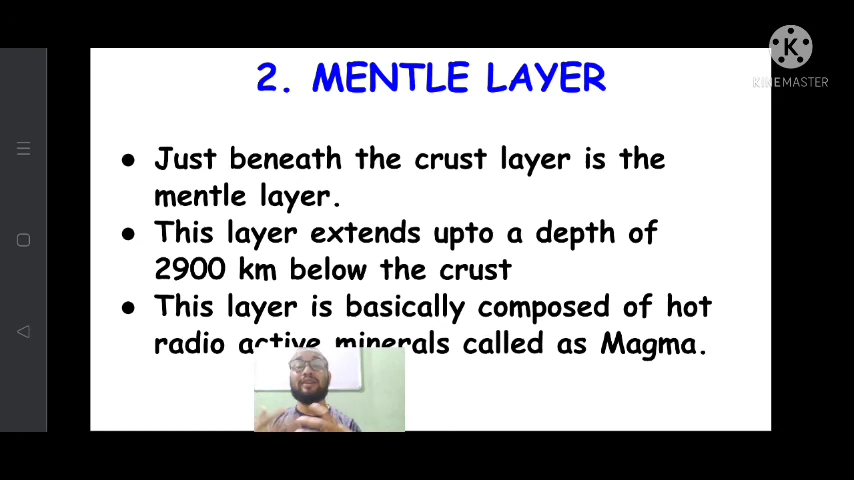 K
KINEMASTER
2. MENTLE LAYER
● Just beneath the crust layer is the
mentle layer.
● This layer extends upto a depth of
2900 km below the crust
● This layer is basically composed of hot
radio active minerals called as Magma.